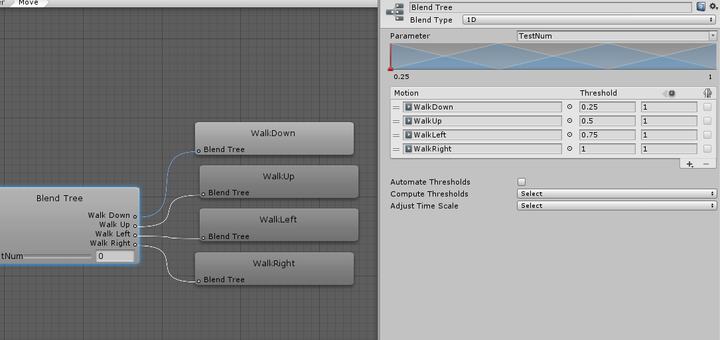 Move
Blend Tree
Blend Type
1D
Parameter
TestNum
0.25
1
Motion
Threshold
WalkDown
0.25
1
WalkUp
0.5
1
WalkLeft
0.75
1
WalkRight
1
1
+
−
Automate Thresholds
Compute Thresholds
Select
Adjust Time Scale
Select
WalkDown
Blend Tree
WalkUp
Blend Tree
WalkLeft
Blend Tree
WalkRight
Blend Tree
Blend Tree
Walk Down
Walk Up
Walk Left
Walk Right
stNum
0